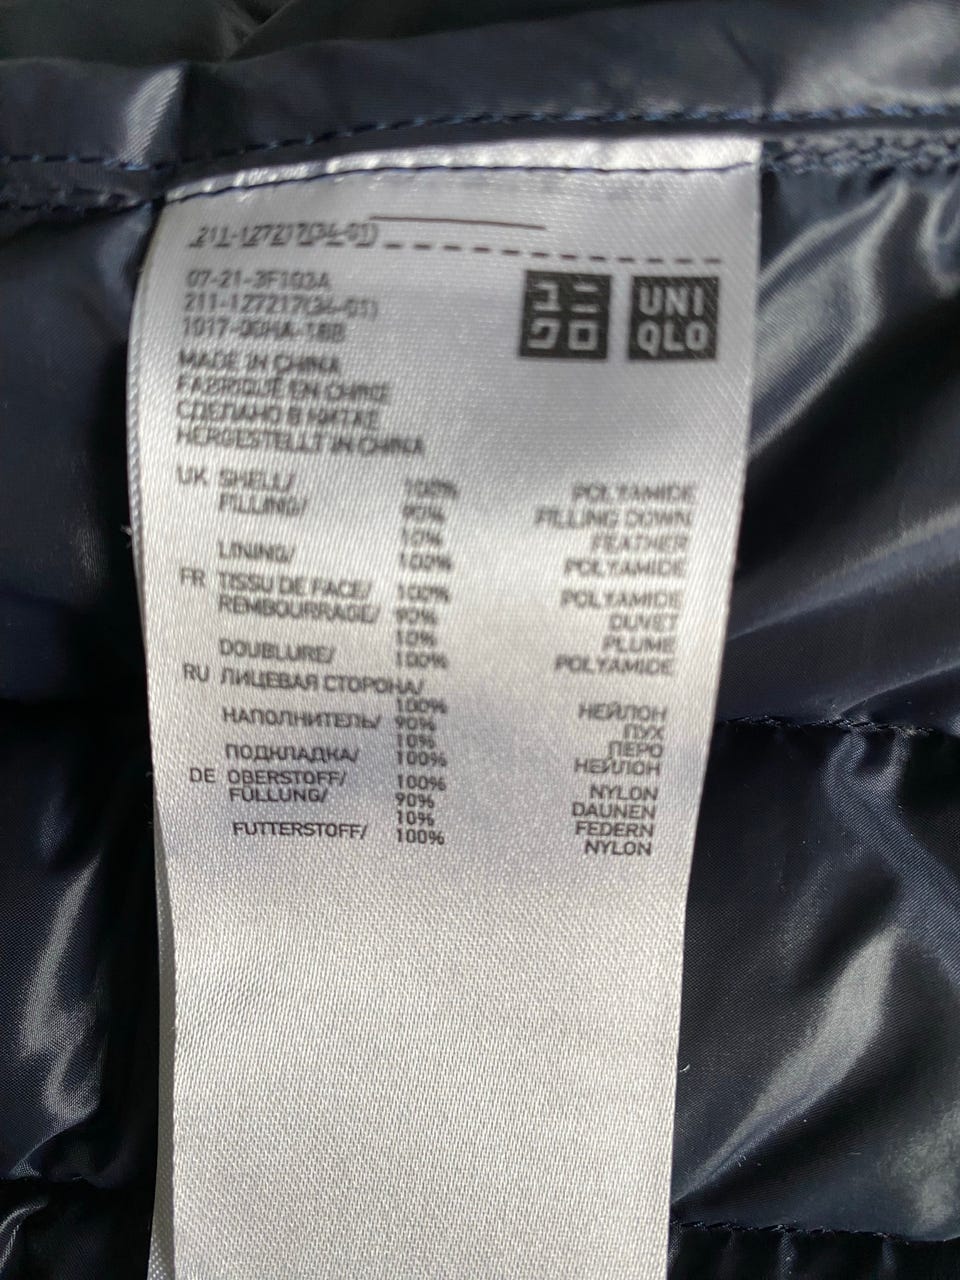 211-127217(34-01)
ユニ
クロ
UNI
QLO
07-21-3F103A
211-127217(34-01)
MADE IN CHINA
FABRIQUÉ EN CHINE
СДЕЛАНО В КИТАЕ
HERGESTELLT IN CHINA
UK SHELL/ 100% POLYAMIDE
FILLING/ 90% FILLING DOWN
10% FEATHER
LINING/ 100% POLYAMIDE
FR TISSU DE FACE/ 100% POLYAMIDE
REMBOURRAGE/ 90% DUVET
10% PLUME
DOUBLURE/ 100% POLYAMIDE
RU ЛИЦЕВАЯ СТОРОНА/
100% НЕЙЛОН
НАПОЛНИТЕЛЬ/ 90% ПУХ
10% ПЕРО
ПОДКЛАДКА/ 100% НЕЙЛОН
DE OBERSTOFF/ 100% NYLON
FÜLLUNG/ 90% DAUNEN
10% FEDERN
FUTTERSTOFF/ 100% NYLON